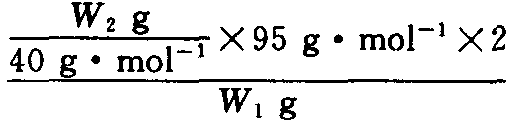 W₂ g
40 g • mol⁻¹ ×95 g • mol⁻¹×2
W₁ g